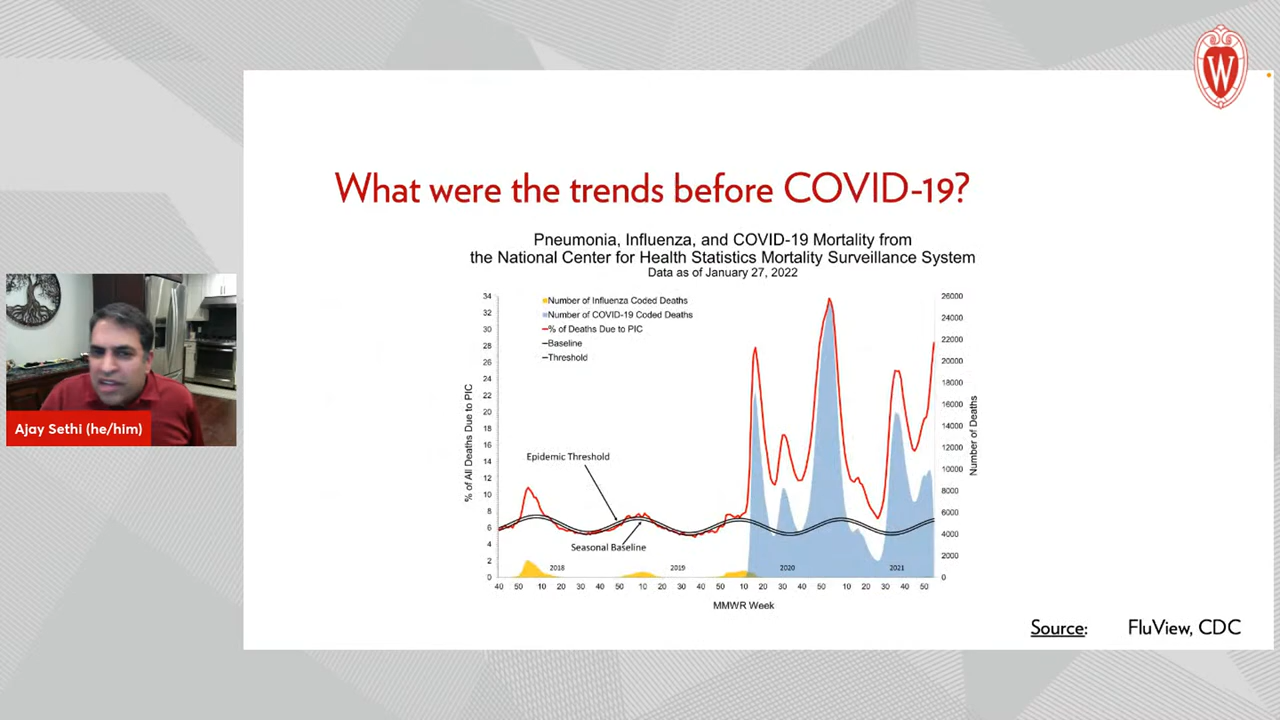 W
What were the trends before COVID-19?
Pneumonia, Influenza, and COVID-19 Mortality from
the National Center for Health Statistics Mortality Surveillance System
Data as of January 27, 2022
Number of Influenza Coded Deaths
Number of COVID-19 Coded Deaths
% of Deaths Due to PIC
Baseline
Threshold
% of All Deaths Due to PIC
34
32
30
28
26
24
22
20
18
16
14
12
10
8
6
4
2
0
Epidemic Threshold
Seasonal Baseline
26000
24000
22000
20000
18000
16000
14000
12000
10000
8000
6000
4000
2000
0
Number of Deaths
2018 2019 2020 2021
40 50 10 20 30 40 50 10 20 30 40 50 10 20 30 40 50 10 20 30 40 50
MMWR Week
Ajay Sethi (he/him)
Source: FluView, CDC